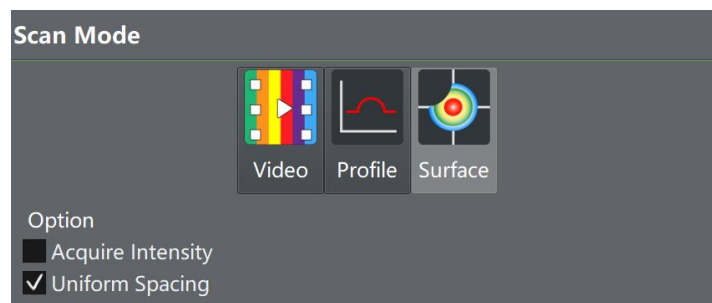 Scan Mode
Video Profile Surface
Option
Acquire Intensity
Uniform Spacing